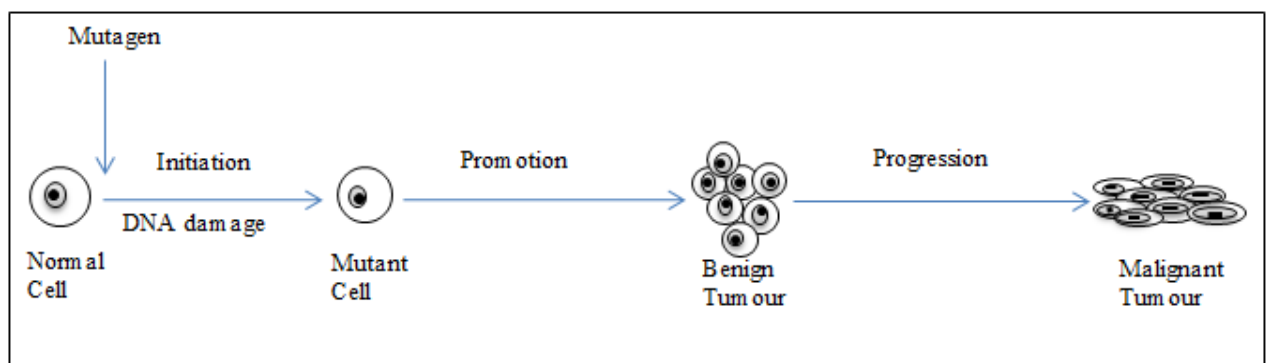 Mutagen
Initiation
Promotion
Progression
DNA damage
Normal
Cell
Mutant
Cell
Benign
Tumour
Malignant
Tumour